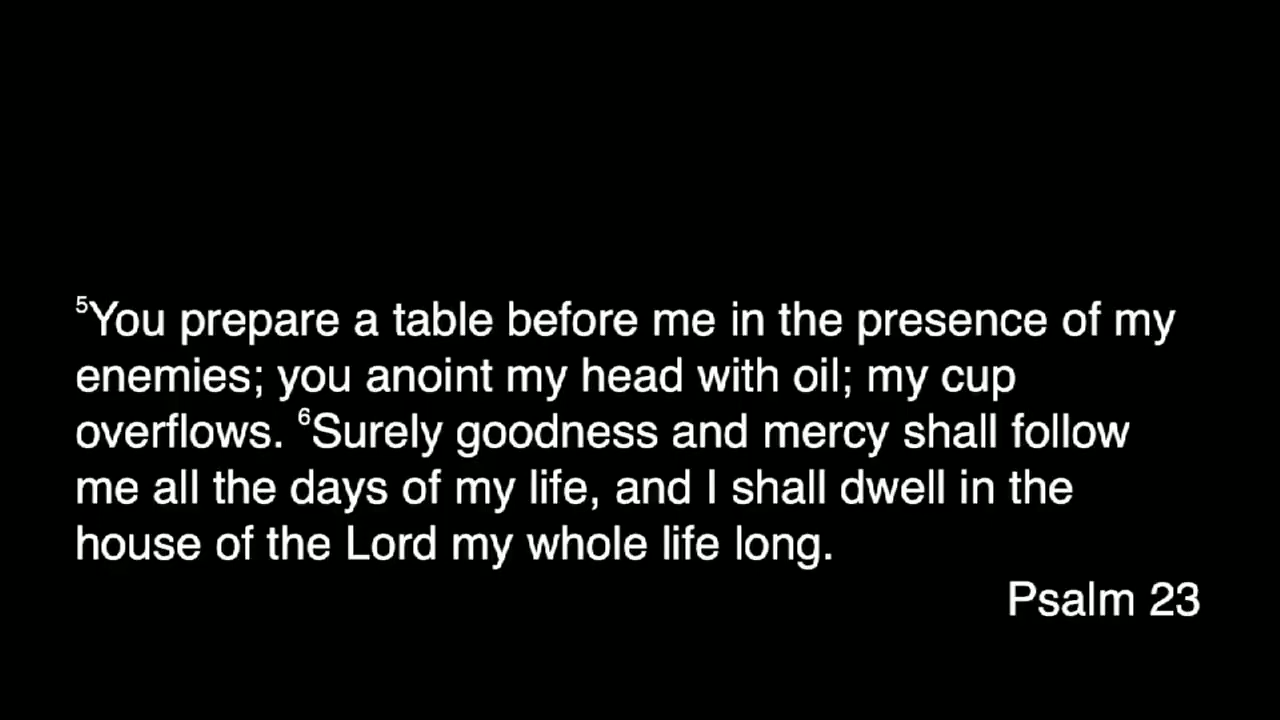 ⁵You prepare a table before me in the presence of my
enemies; you anoint my head with oil; my cup
overflows. ⁶Surely goodness and mercy shall follow
me all the days of my life, and I shall dwell in the
house of the Lord my whole life long.
Psalm 23